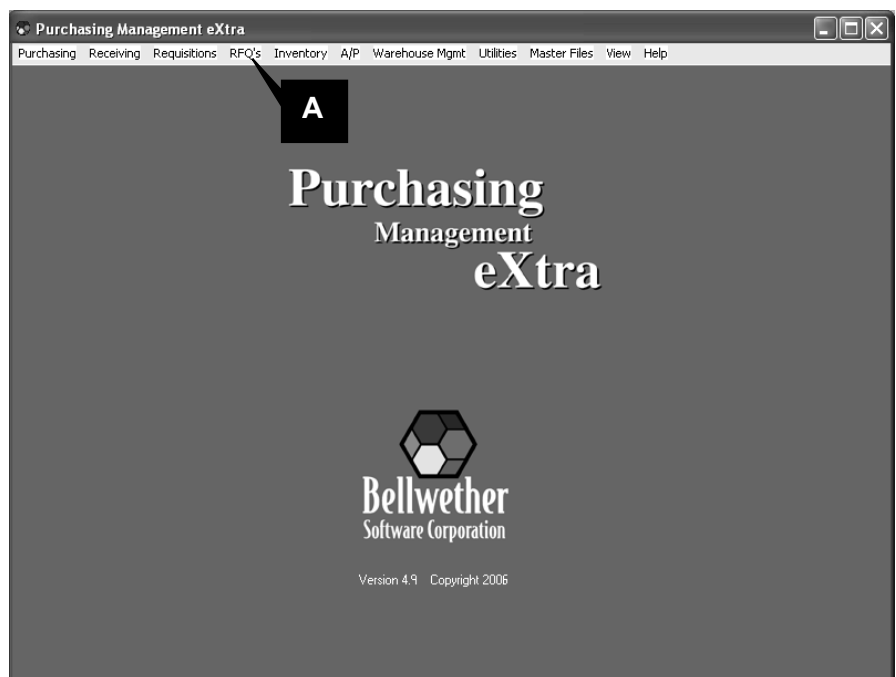 Purchasing Management eXtra
Purchasing Receiving Requisitions RFQ's Inventory A/P Warehouse Mgmt Utilities Master Files View Help
A
Purchasing
Management
eXtra
Bellwether
Software Corporation
Version 4.9 Copyright 2006